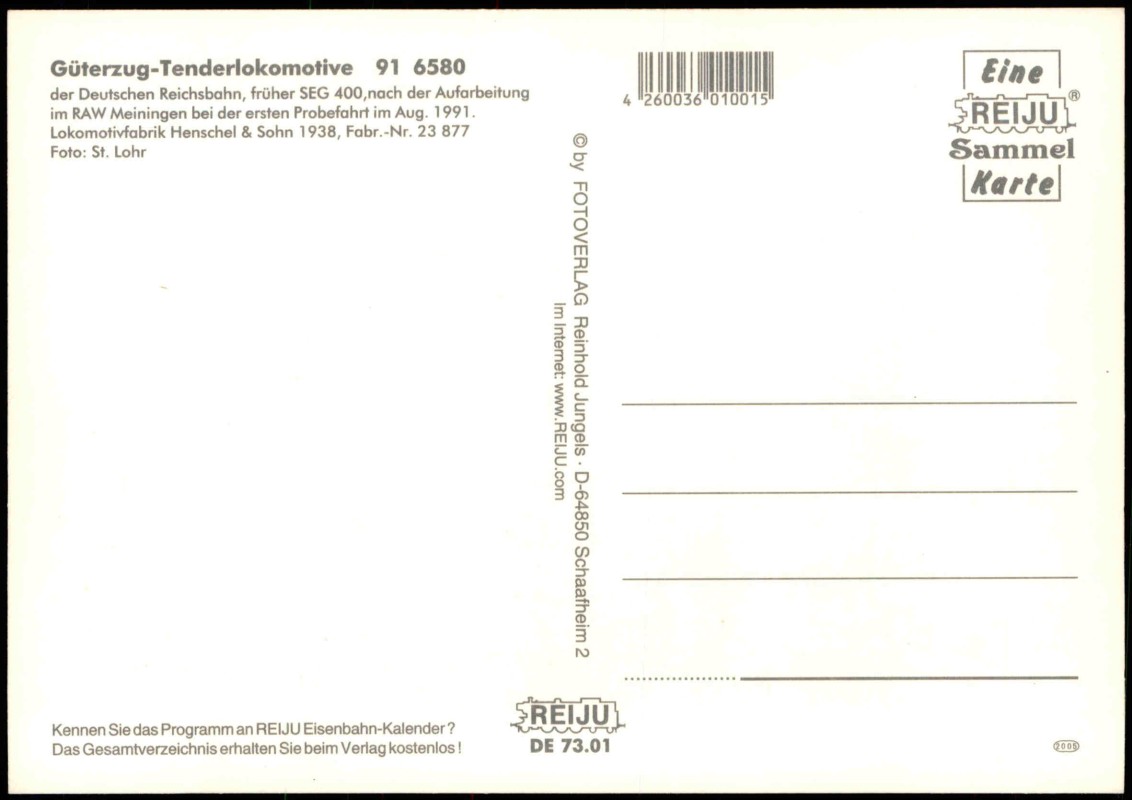 Güterzug-Tenderlokomotive 91 6580
der Deutschen Reichsbahn, früher SEG 400,nach der Aufarbeitung
im RAW Meiningen bei der ersten Probefahrt im Aug. 1991.
Lokomotivfabrik Henschel & Sohn 1938, Fabr.-Nr. 23 877
Foto: St. Lohr
4 260036 010015
Eine
REIJU®
Sammel
Karte
© by FOTOVERLAG Reinhold Jungels · D-64850 Schaafheim 2
Im Internet: www.REIJU.com
Kennen Sie das Programm an REIJU Eisenbahn-Kalender?
Das Gesamtverzeichnis erhalten Sie beim Verlag kostenlos!
REIJU
DE 73.01
2005